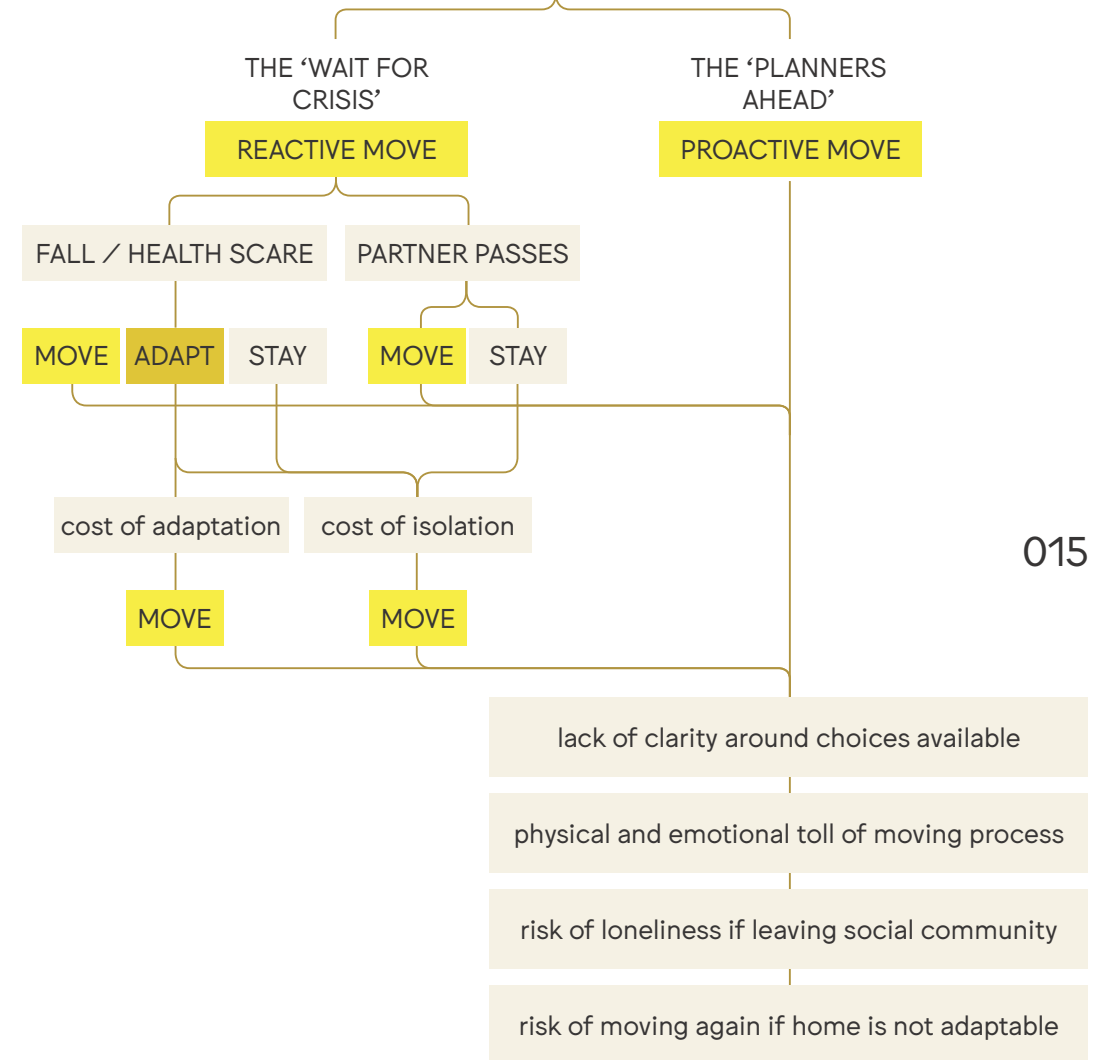 THE ‘WAIT FOR
CRISIS’
THE ‘PLANNERS
AHEAD’
REACTIVE MOVE
PROACTIVE MOVE
FALL / HEALTH SCARE
PARTNER PASSES
MOVE
ADAPT
STAY
MOVE
STAY
cost of adaptation
cost of isolation
015
MOVE
MOVE
lack of clarity around choices available
physical and emotional toll of moving process
risk of loneliness if leaving social community
risk of moving again if home is not adaptable